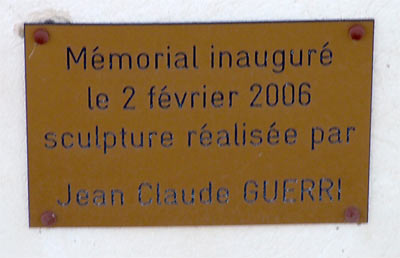 Mémorial inauguré
le 2 février 2006
sculpture réalisée par
Jean Claude GUERRI